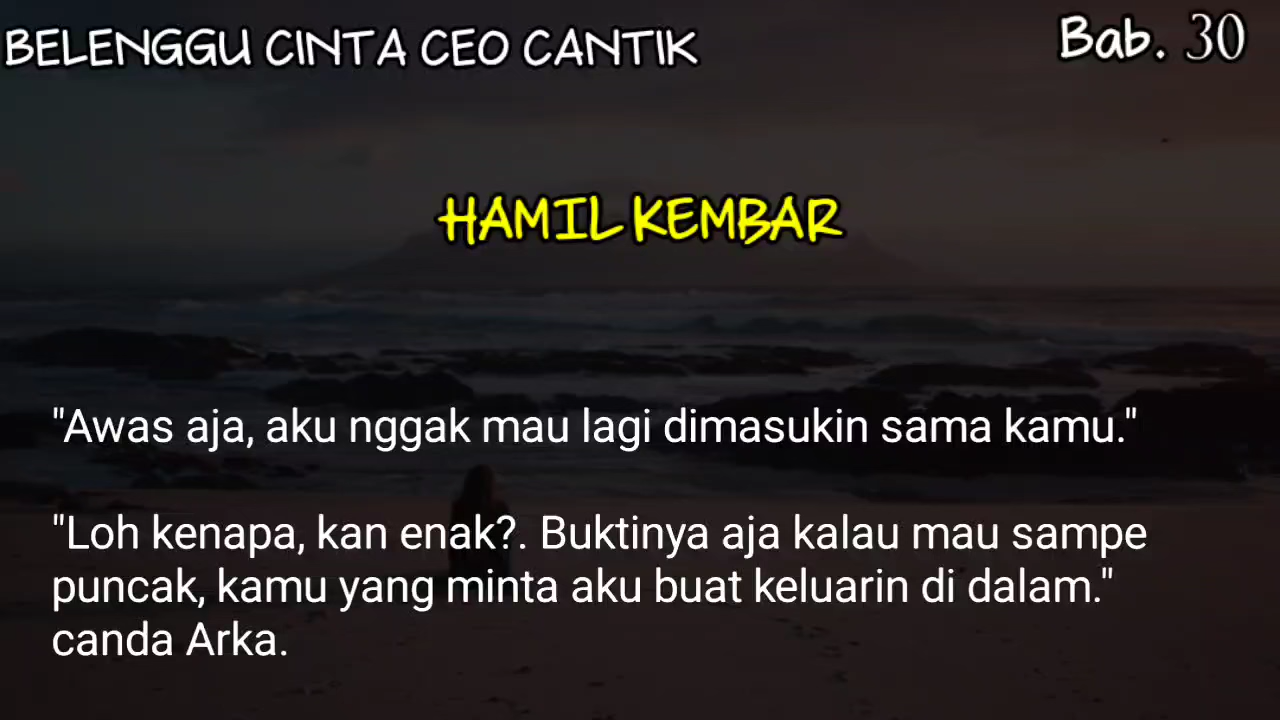 BELENGGU CINTA CEO CANTIK
Bab. 30
HAMIL KEMBAR
"Awas aja, aku nggak mau lagi dimasukin sama kamu."
"Loh kenapa, kan enak?. Buktinya aja kalau mau sampe
puncak, kamu yang minta aku buat keluarin di dalam."
canda Arka.